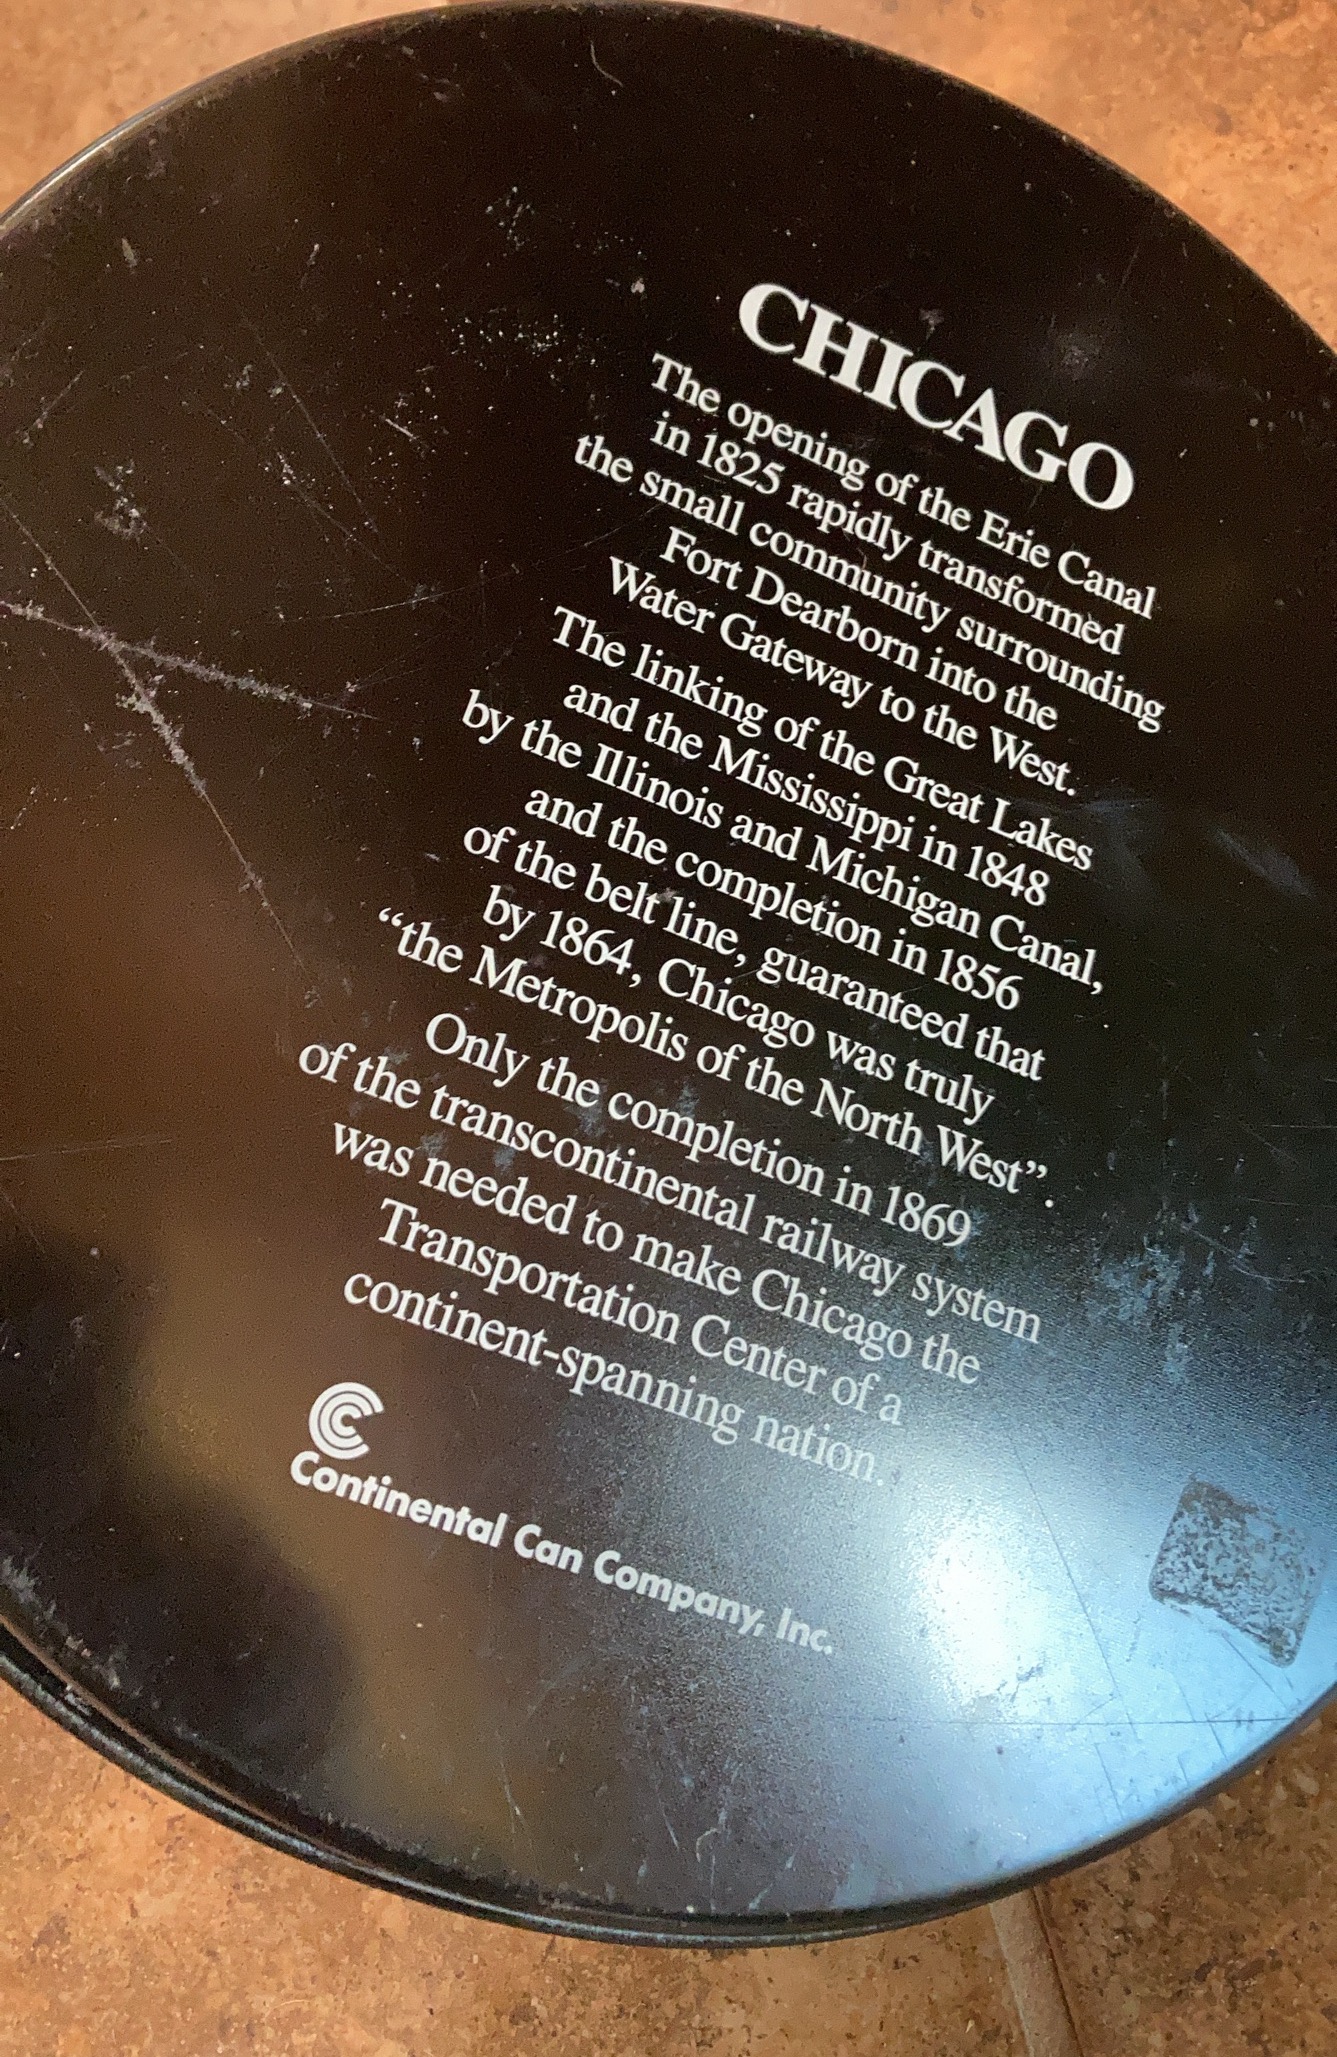 CHICAGO
The opening of the Erie Canal
in 1825 rapidly transformed
the small community surrounding
Fort Dearborn into the
Water Gateway to the West.
The linking of the Great Lakes
and the Mississippi in 1848
by the Illinois and Michigan Canal,
and the completion in 1856
of the belt line, guaranteed that
by 1864, Chicago was truly
“the Metropolis of the North West”.
Only the completion in 1869
of the transcontinental railway system
was needed to make Chicago the
Transportation Center of a
continent-spanning nation.
Continental Can Company, Inc.